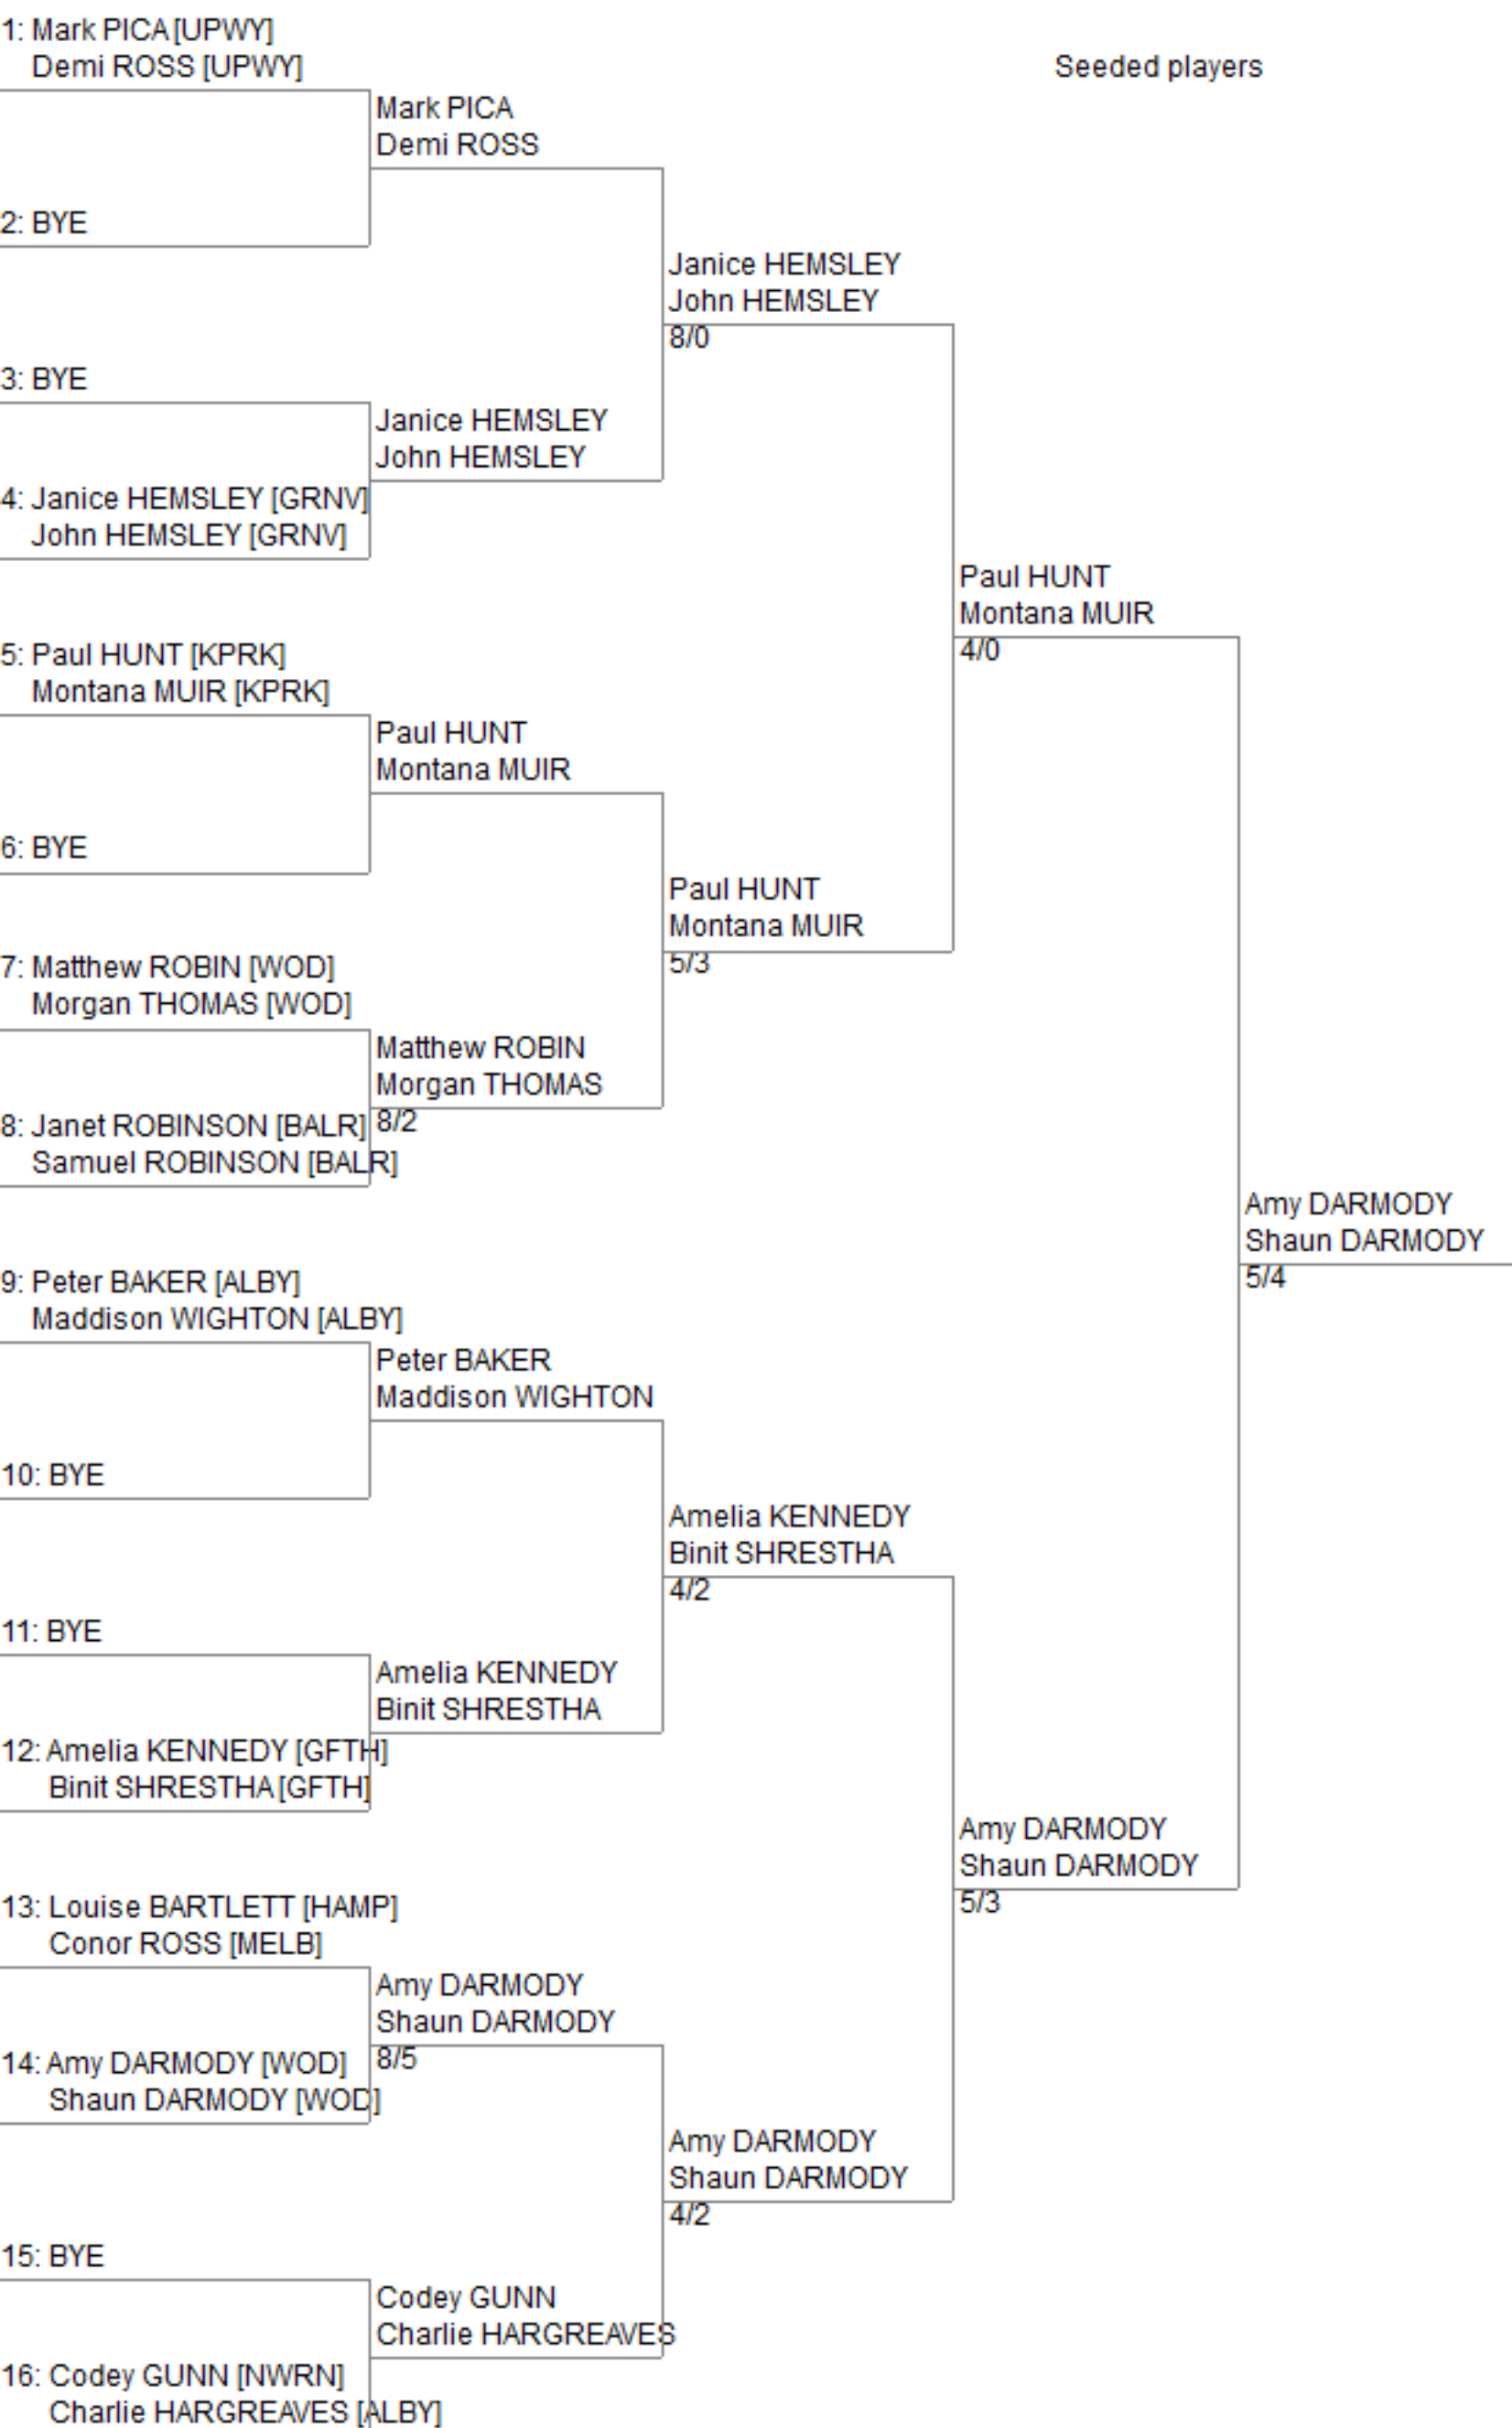 1: Mark PICA [UPWY]
Demi ROSS [UPWY]
Seeded players
Mark PICA
Demi ROSS
2: BYE
Janice HEMSLEY
John HEMSLEY
8/0
3: BYE
Janice HEMSLEY
John HEMSLEY
4: Janice HEMSLEY [GRNV]
John HEMSLEY [GRNV]
Paul HUNT
Montana MUIR
4/0
5: Paul HUNT [KPRK]
Montana MUIR [KPRK]
Paul HUNT
Montana MUIR
6: BYE
Paul HUNT
Montana MUIR
5/3
7: Matthew ROBIN [WOD]
Morgan THOMAS [WOD]
Matthew ROBIN
Morgan THOMAS
8/2
8: Janet ROBINSON [BALR]
Samuel ROBINSON [BALR]
Amy DARMODY
Shaun DARMODY
5/4
9: Peter BAKER [ALBY]
Maddison WIGHTON [ALBY]
Peter BAKER
Maddison WIGHTON
10: BYE
Amelia KENNEDY
Binit SHRESTHA
4/2
11: BYE
Amelia KENNEDY
Binit SHRESTHA
12: Amelia KENNEDY [GFTH]
Binit SHRESTHA [GFTH]
Amy DARMODY
Shaun DARMODY
5/3
13: Louise BARTLETT [HAMP]
Conor ROSS [MELB]
Amy DARMODY
Shaun DARMODY
8/5
14: Amy DARMODY [WOD]
Shaun DARMODY [WOD]
Amy DARMODY
Shaun DARMODY
4/2
15: BYE
Codey GUNN
Charlie HARGREAVES
16: Codey GUNN [NWRN]
Charlie HARGREAVES [ALBY]